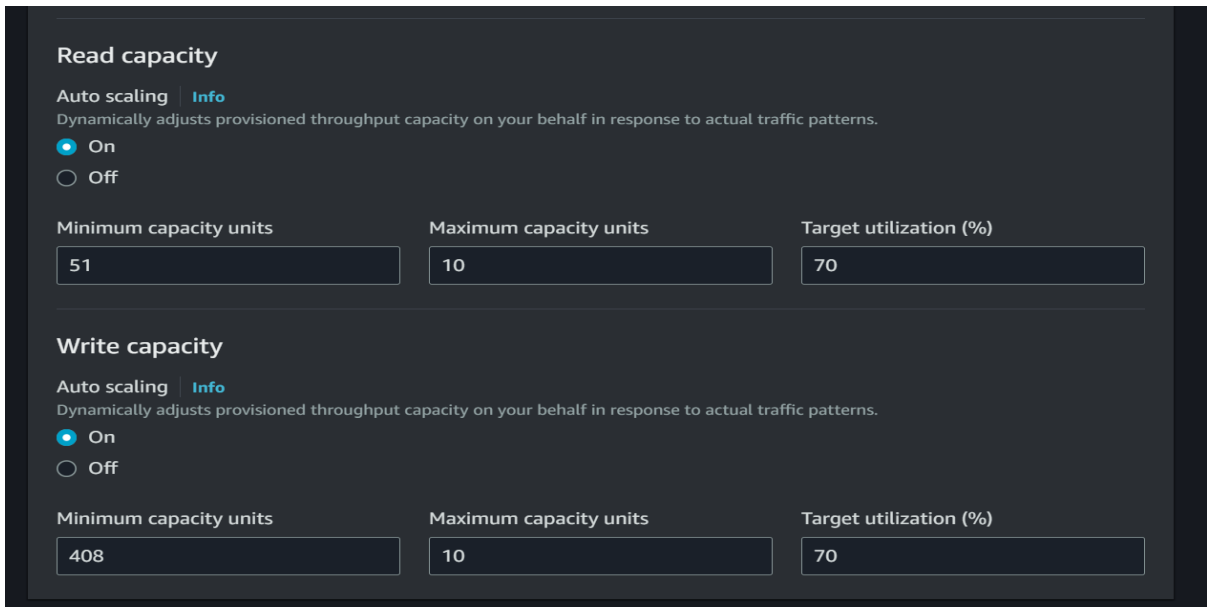 Read capacity
Auto scaling Info
Dynamically adjusts provisioned throughput capacity on your behalf in response to actual traffic patterns.
On
Off
Minimum capacity units Maximum capacity units Target utilization (%)
51 10 70
Write capacity
Auto scaling Info
Dynamically adjusts provisioned throughput capacity on your behalf in response to actual traffic patterns.
On
Off
Minimum capacity units Maximum capacity units Target utilization (%)
408 10 70